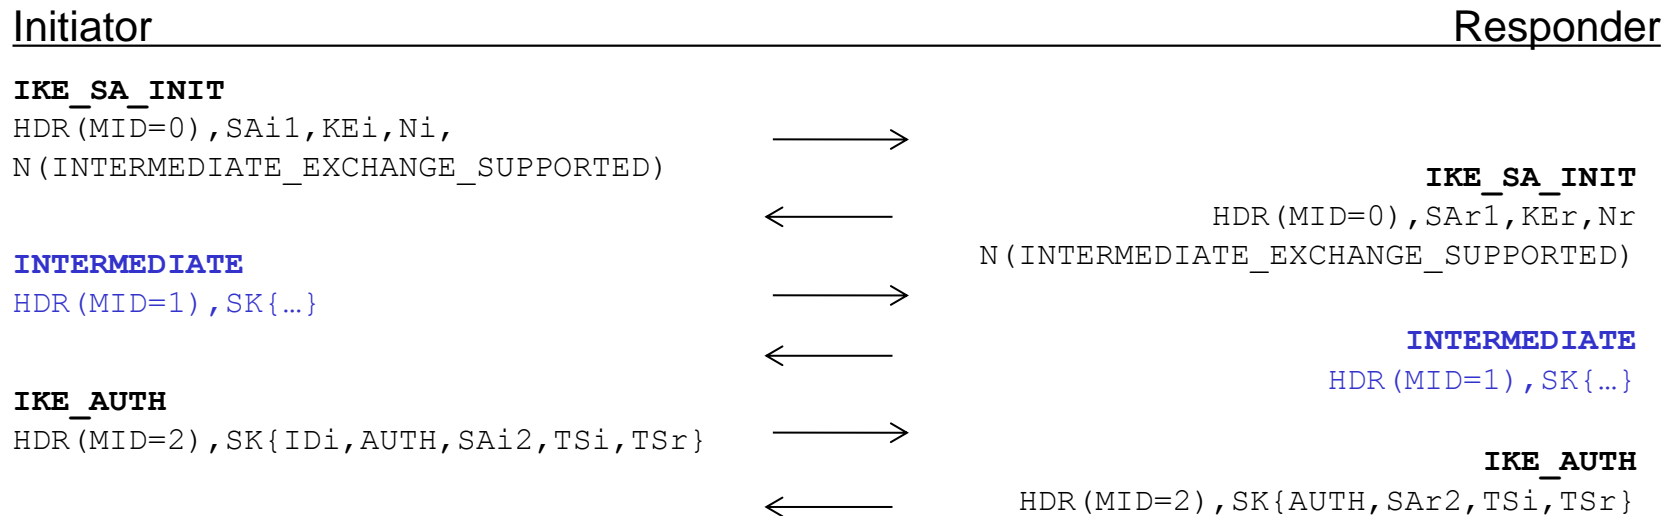 Initiator Responder
IKE_SA_INIT
HDR(MID=0),SAi1,KEi,Ni,
N(INTERMEDIATE_EXCHANGE_SUPPORTED)
IKE_SA_INIT
HDR(MID=0),SAr1,KEr,Nr
N(INTERMEDIATE_EXCHANGE_SUPPORTED)
INTERMEDIATE
HDR(MID=1),SK{…}
INTERMEDIATE
HDR(MID=1),SK{…}
IKE_AUTH
HDR(MID=2),SK{IDi,AUTH,SAi2,TSi,TSr}
IKE_AUTH
HDR(MID=2),SK{AUTH,SAr2,TSi,TSr}